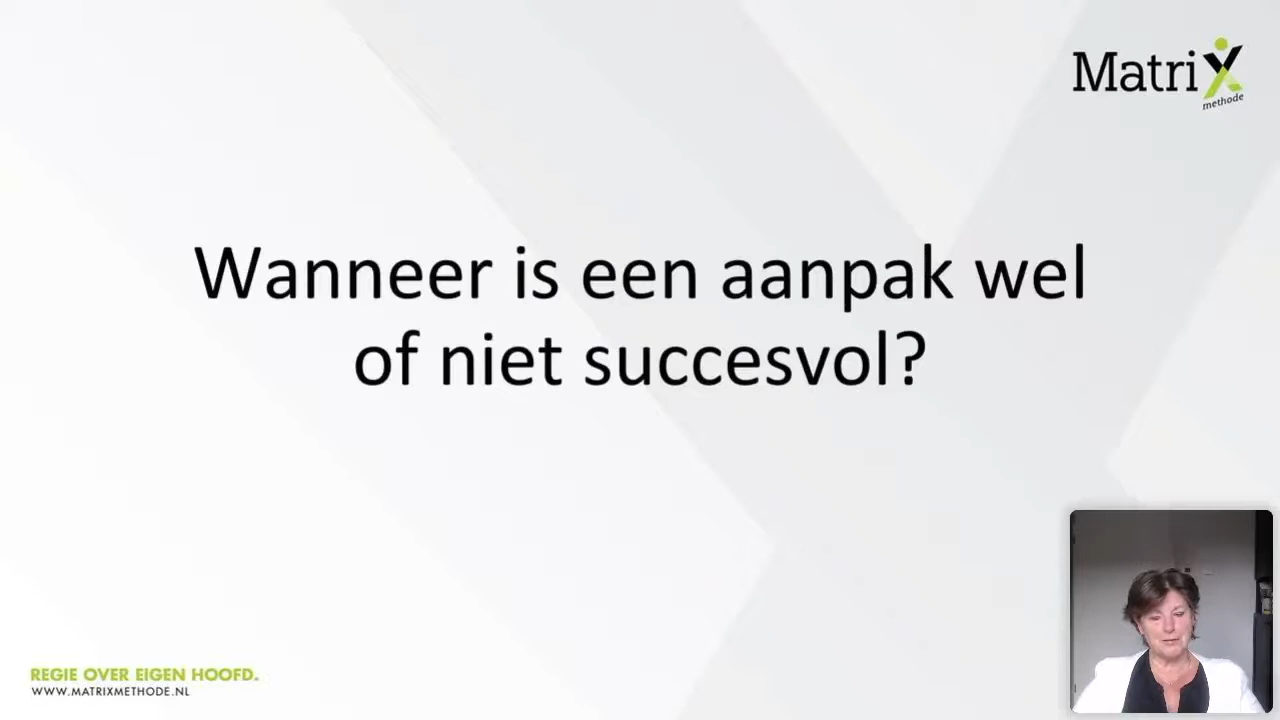 MatriX
methode
Wanneer is een aanpak wel
of niet succesvol?
REGIE OVER EIGEN HOOFD.
WWW.MATRIXMETHODE.NL